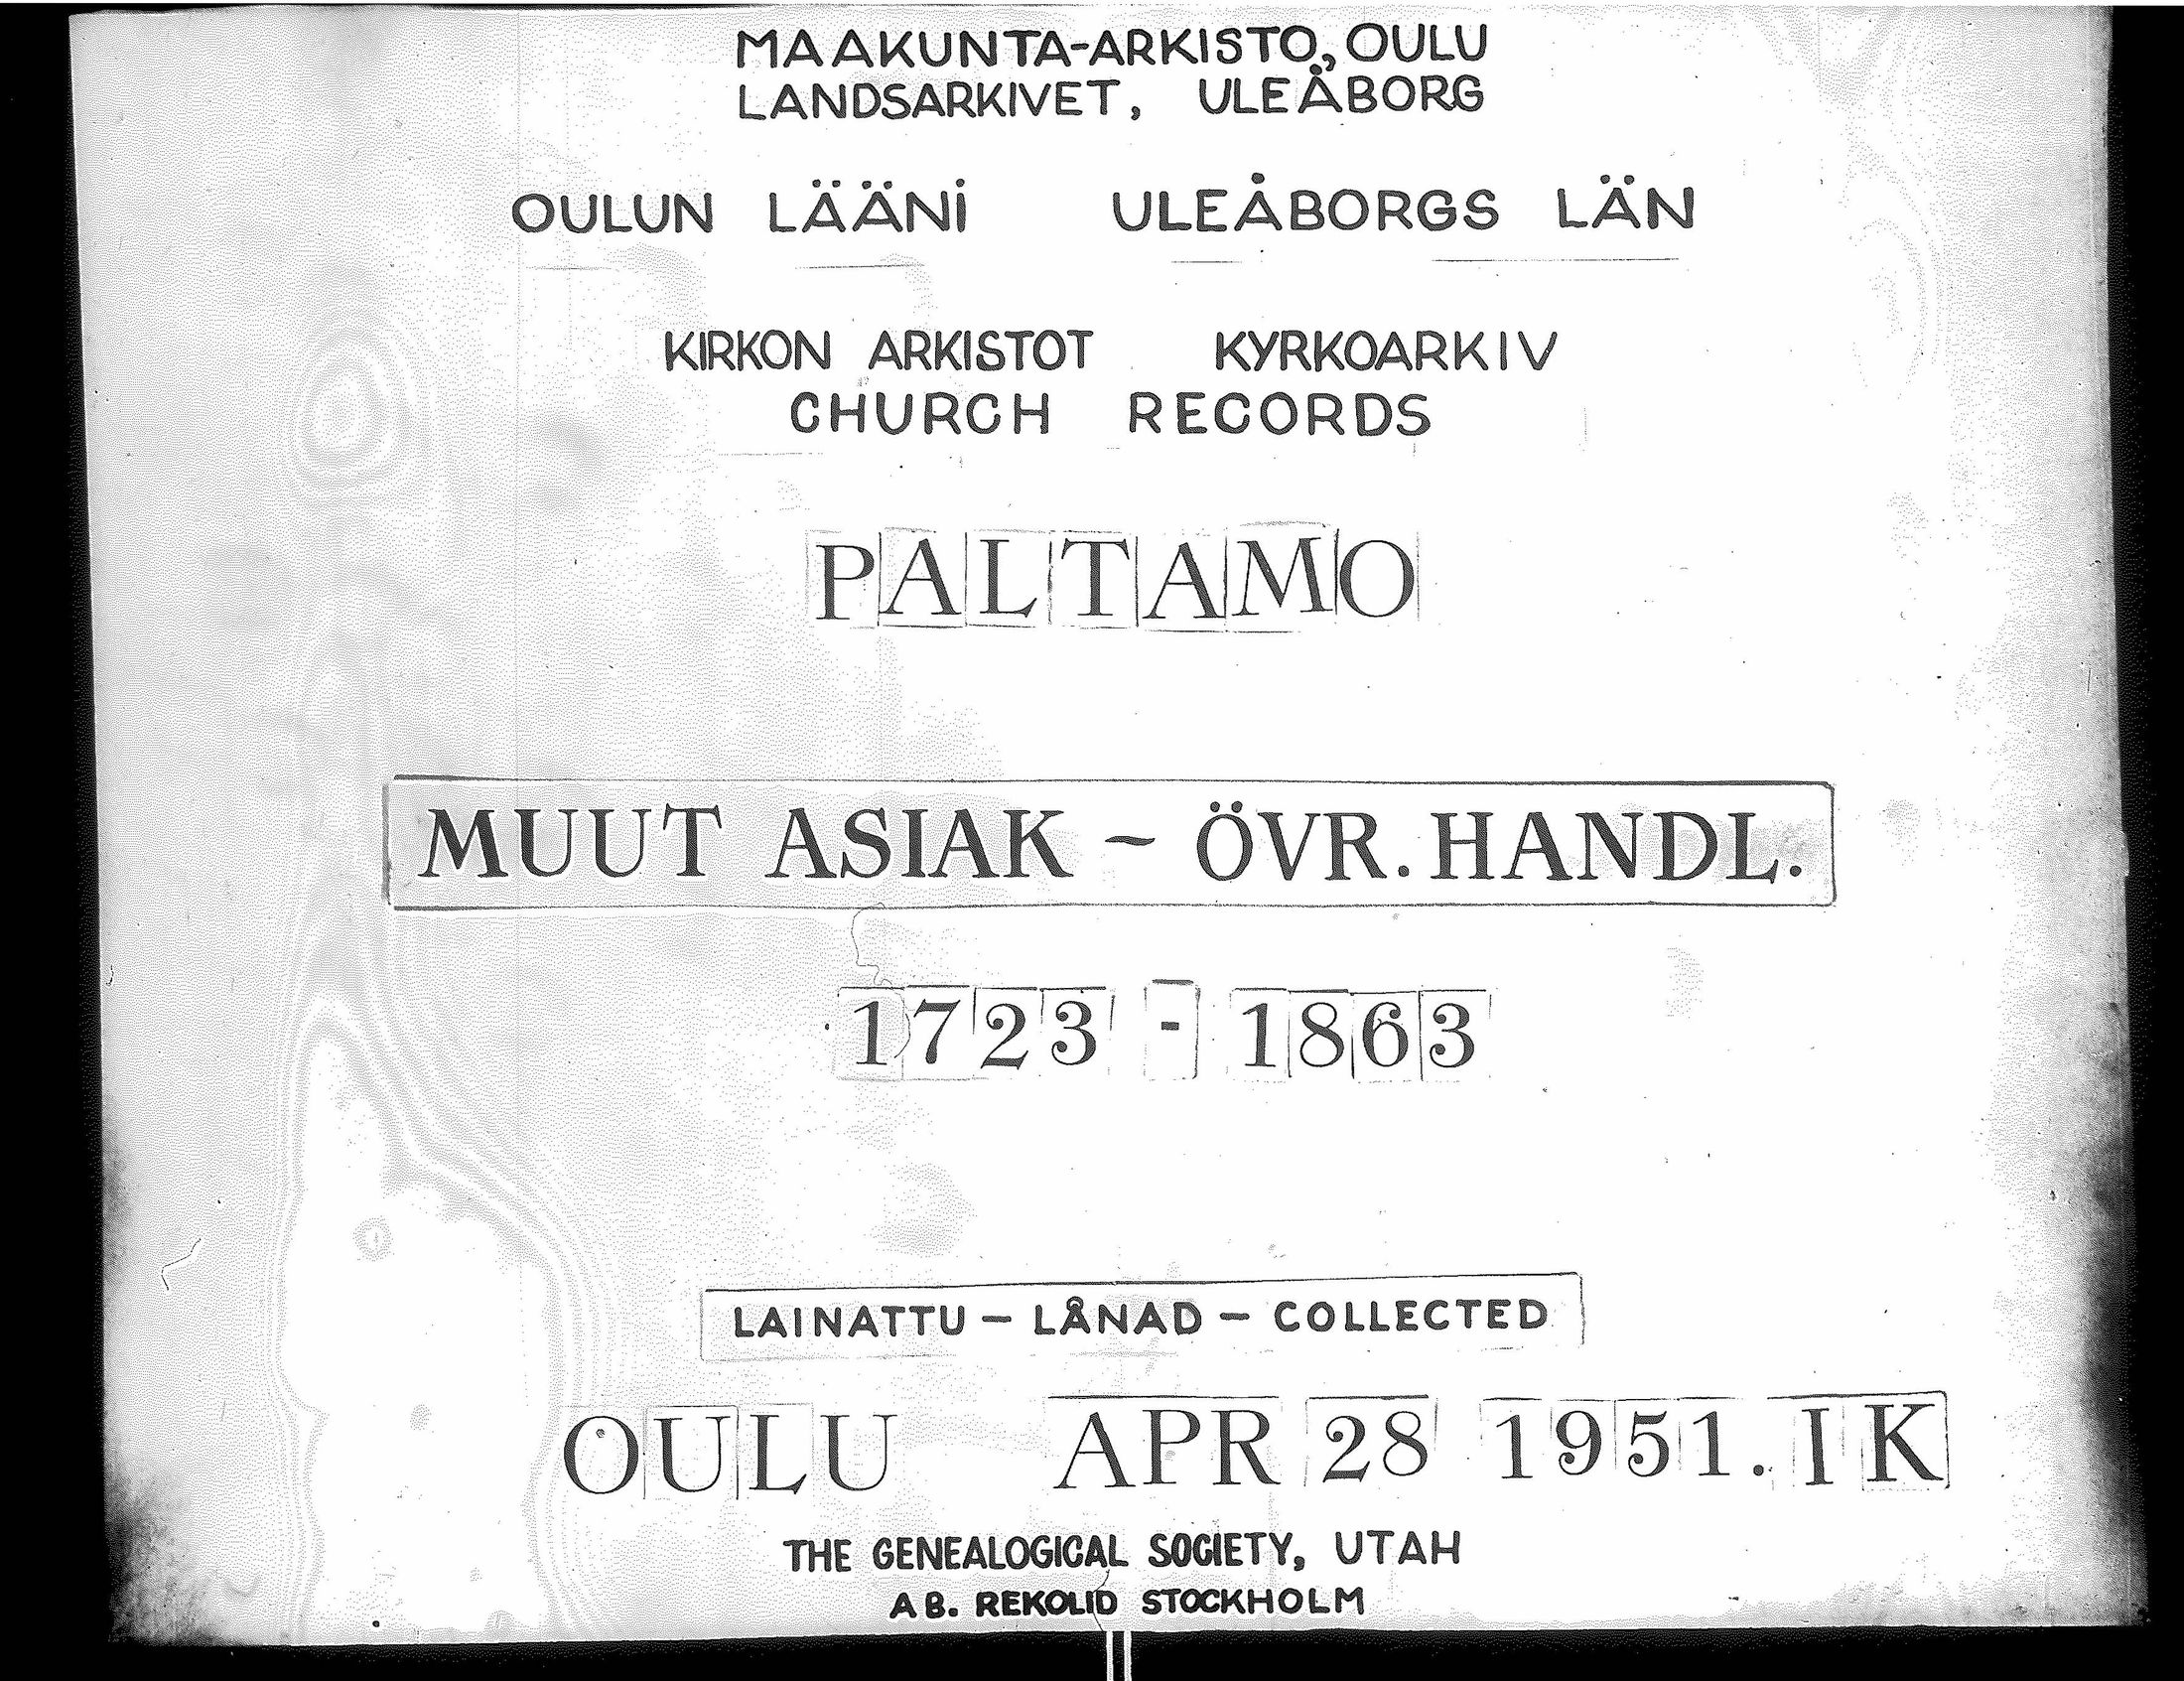 MAAKUNTA-ARKISTO, OULU
LANDSARKIVET, ULEÅBORG
OULUN LÄÄNI ULEÅBORGS LÄN
KIRKON ARKISTOT KYRKOARKIV
CHURCH RECORDS
PALTAMO
MUUT ASIAK - ÖVR. HANDL.
1723 - 1863
LAINATTU - LÅNAD - COLLECTED
OULU APR 28 1951. I K
THE GENEALOGICAL SOCIETY, UTAH
AB. REKOLID STOCKHOLM